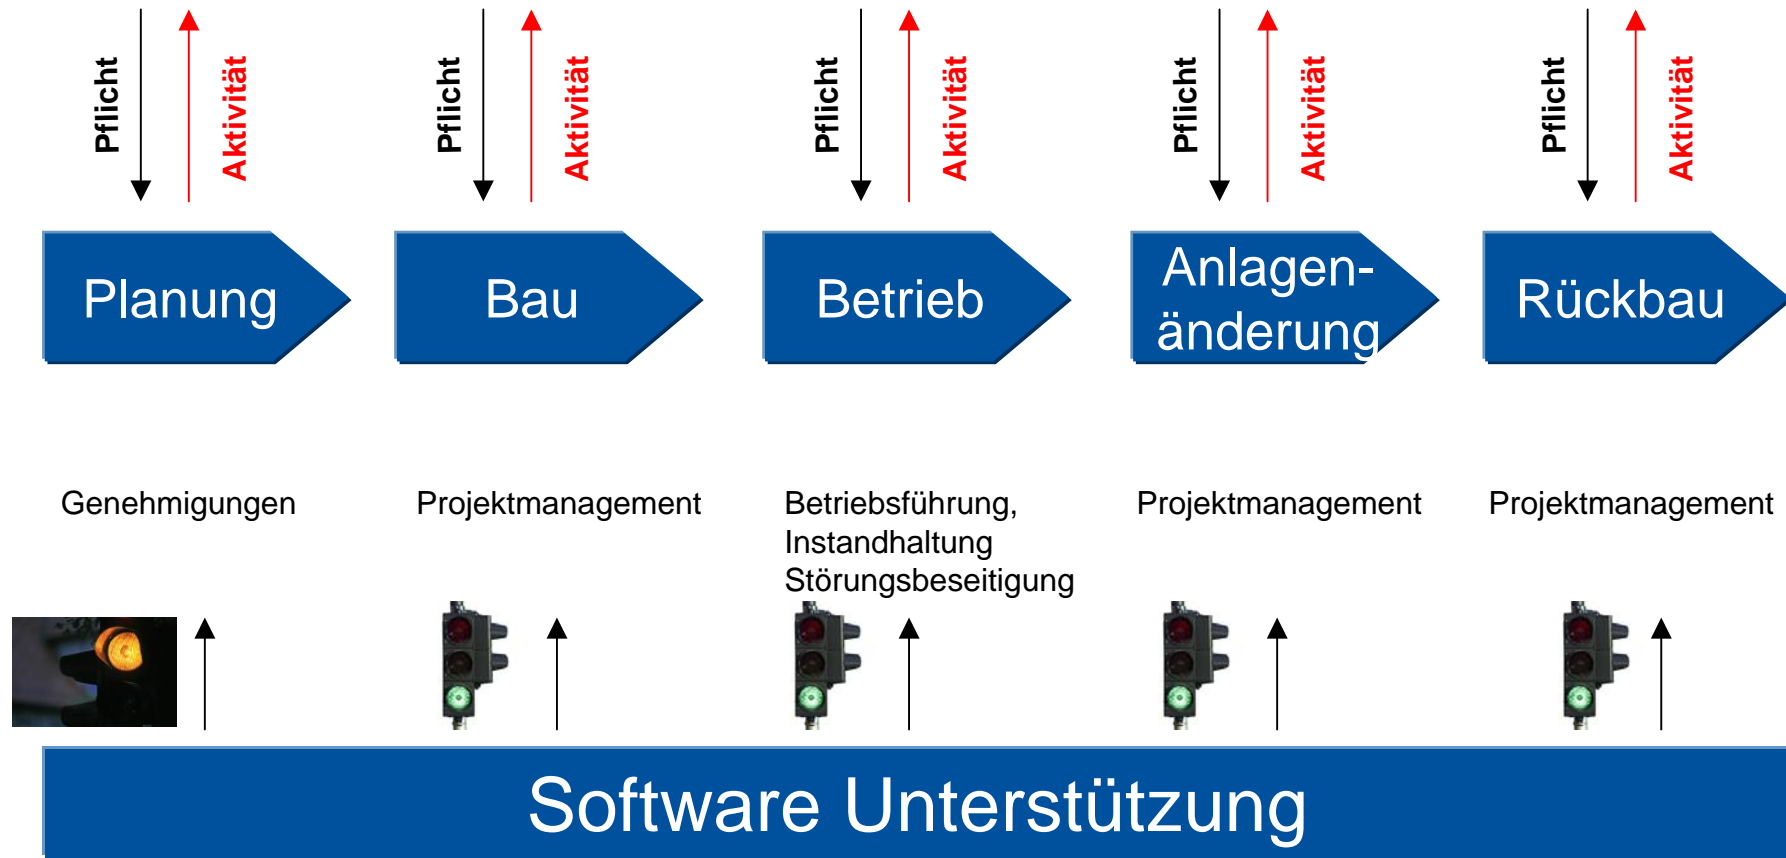 Pflicht
Aktivität
Pflicht
Aktivität
Pflicht
Aktivität
Pflicht
Aktivität
Pflicht
Aktivität
Planung
Bau
Betrieb
Anlagen-
änderung
Rückbau
Genehmigungen
Projektmanagement
Betriebsführung,
Instandhaltung
Störungsbeseitigung
Projektmanagement
Projektmanagement
Software Unterstützung